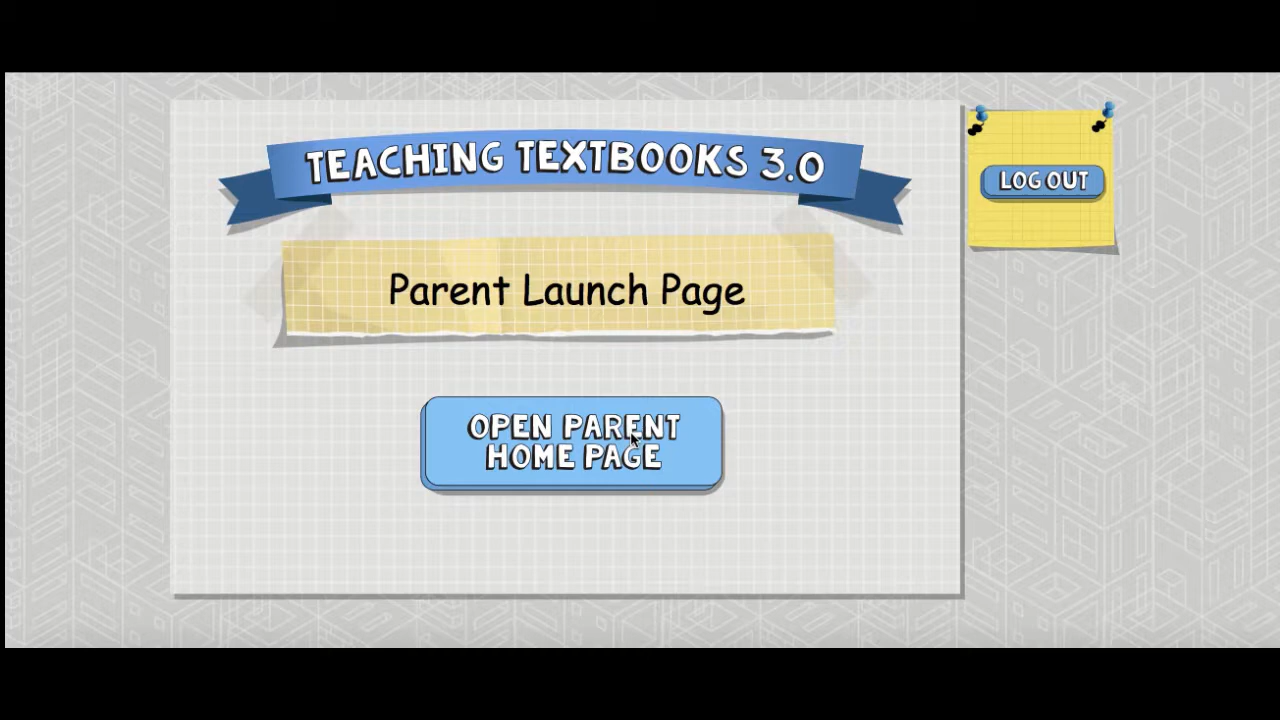 TEACHING TEXTBOOKS 3.0
LOG OUT
Parent Launch Page
OPEN PARENT
HOME PAGE